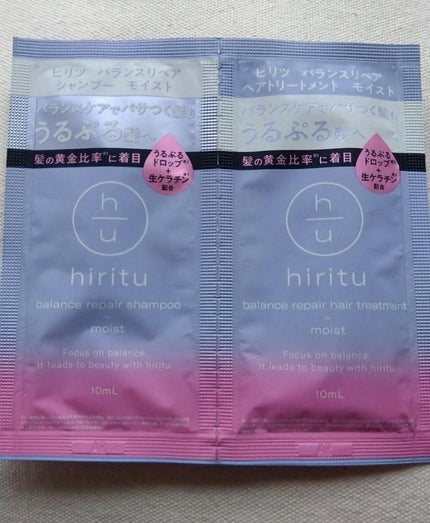 ヒリツ バランスリペア
シャンプー モイスト
バランスケアでパサつく髪も
うるぷる髪へ
髪の黄金比率※に着目
うるぷる
ドロップ※
+
生ケラチン※
配合
h
u
hiritu
balance repair shampoo
moist
Focus on balance.
It leads to beauty with hiritu.
10mL
ヒリツ バランスリペア
ヘアトリートメント モイスト
バランスケアでパサつく髪も
うるぷる髪へ
髪の黄金比率※に着目
うるぷる
ドロップ※
+
生ケラチン※
配合
h
u
hiritu
balance repair hair treatment
moist
Focus on balance.
It leads to beauty with hiritu.
10mL